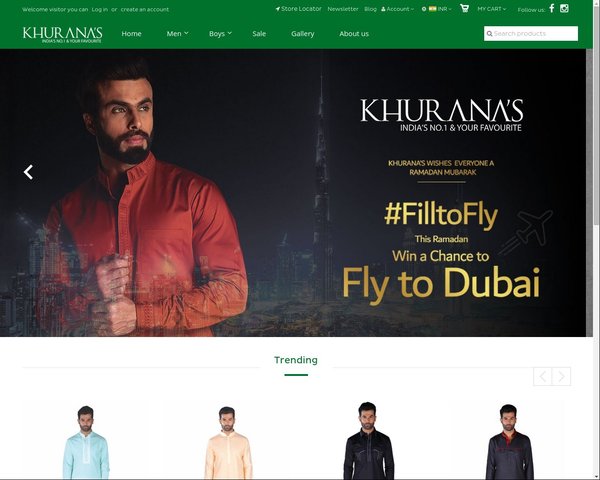 Welcome visitor you can Log in or create an account
Store Locator Newsletter Blog Account INR MY CART Follow us:
KHURANA'S
INDIA'S NO.1 & YOUR FAVOURITE
Home Men Boys Sale Gallery About us
Search products
KHURANA'S
INDIA'S NO.1 & YOUR FAVOURITE
KHURANA'S WISHES EVERYONE A
RAMADAN MUBARAK
#FilltoFly
This Ramadan
Win a Chance to
Fly to Dubai
Trending